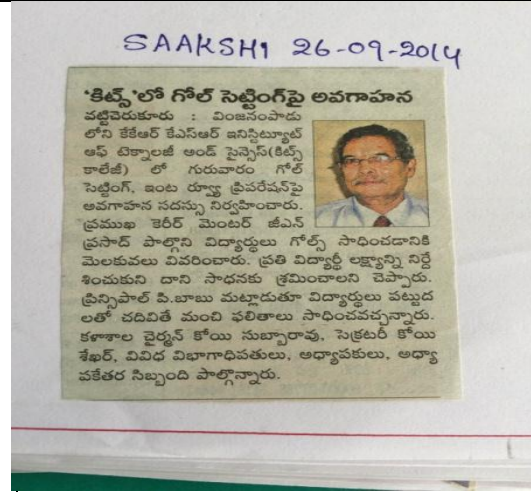 SAAKSHI 26-09-2014
'కిట్స్'లో గోల్ సెట్టింగ్‌పై అవగాహన
వట్టిచెరుకూరు : వింజనంపాడు
లోని కేకేఆర్ కేఎస్ఆర్ ఇనిస్టిట్యూట్
ఆఫ్ టెక్నాలజీ అండ్ సైన్సెస్(కిట్స్
కాలేజీ) లో గురువారం గోల్
సెట్టింగ్, ఇంట ర్వ్యూ ప్రిపరేషన్‌పై
అవగాహన సదస్సు నిర్వహించారు.
ప్రముఖ కెరీర్ మెంటర్ జీఎన్
ప్రసాద్ పాల్గొని విద్యార్థులు గోల్స్ సాధించడానికి
మెలకువలు వివరించారు. ప్రతి విద్యార్థీ లక్ష్యాన్ని నిర్దే
శించుకుని దాని సాధనకు శ్రమించాలని చెప్పారు.
ప్రిన్సిపాల్ పి.బాబు మట్లాడుతూ విద్యార్థులు పట్టుద
లతో చదివితే మంచి ఫలితాలు సాధించవచ్చన్నారు.
కళాశాల చైర్మన్ కోయి సుబ్బారావు, సెక్రటరీ కోయి
శేఖర్, వివిధ విభాగాధిపతులు, అధ్యాపకులు, అధ్యా
పకేతర సిబ్బంది పాల్గొన్నారు.